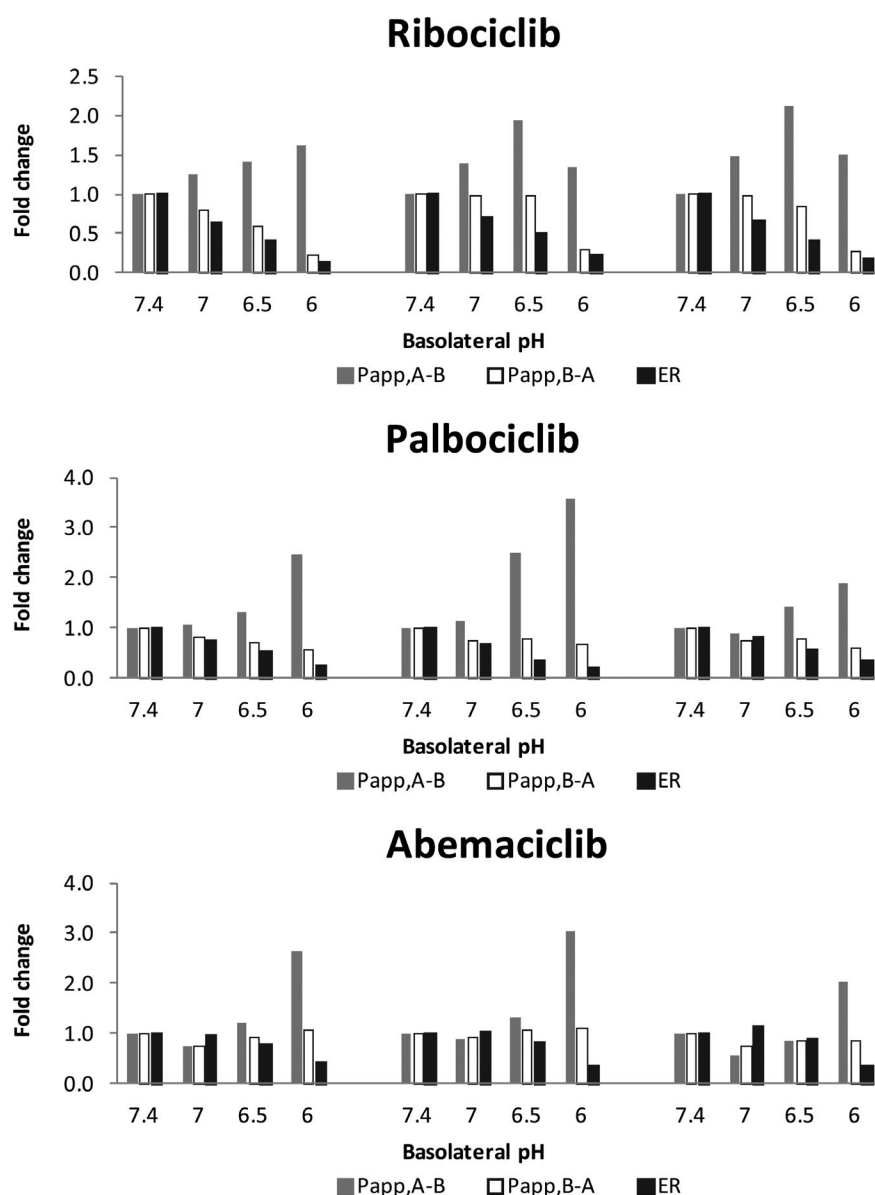 Ribociclib
2.5
2.0
1.5
1.0
0.5
0.0
Fold change
7.4 7 6.5 6 7.4 7 6.5 6 7.4 7 6.5 6
Basolateral pH
Papp,A-B Papp,B-A ER
Palbociclib
4.0
3.0
2.0
1.0
0.0
Fold change
7.4 7 6.5 6 7.4 7 6.5 6 7.4 7 6.5 6
Basolateral pH
Papp,A-B Papp,B-A ER
Abemaciclib
4.0
3.0
2.0
1.0
0.0
Fold change
7.4 7 6.5 6 7.4 7 6.5 6 7.4 7 6.5 6
Basolateral pH
Papp,A-B Papp,B-A ER